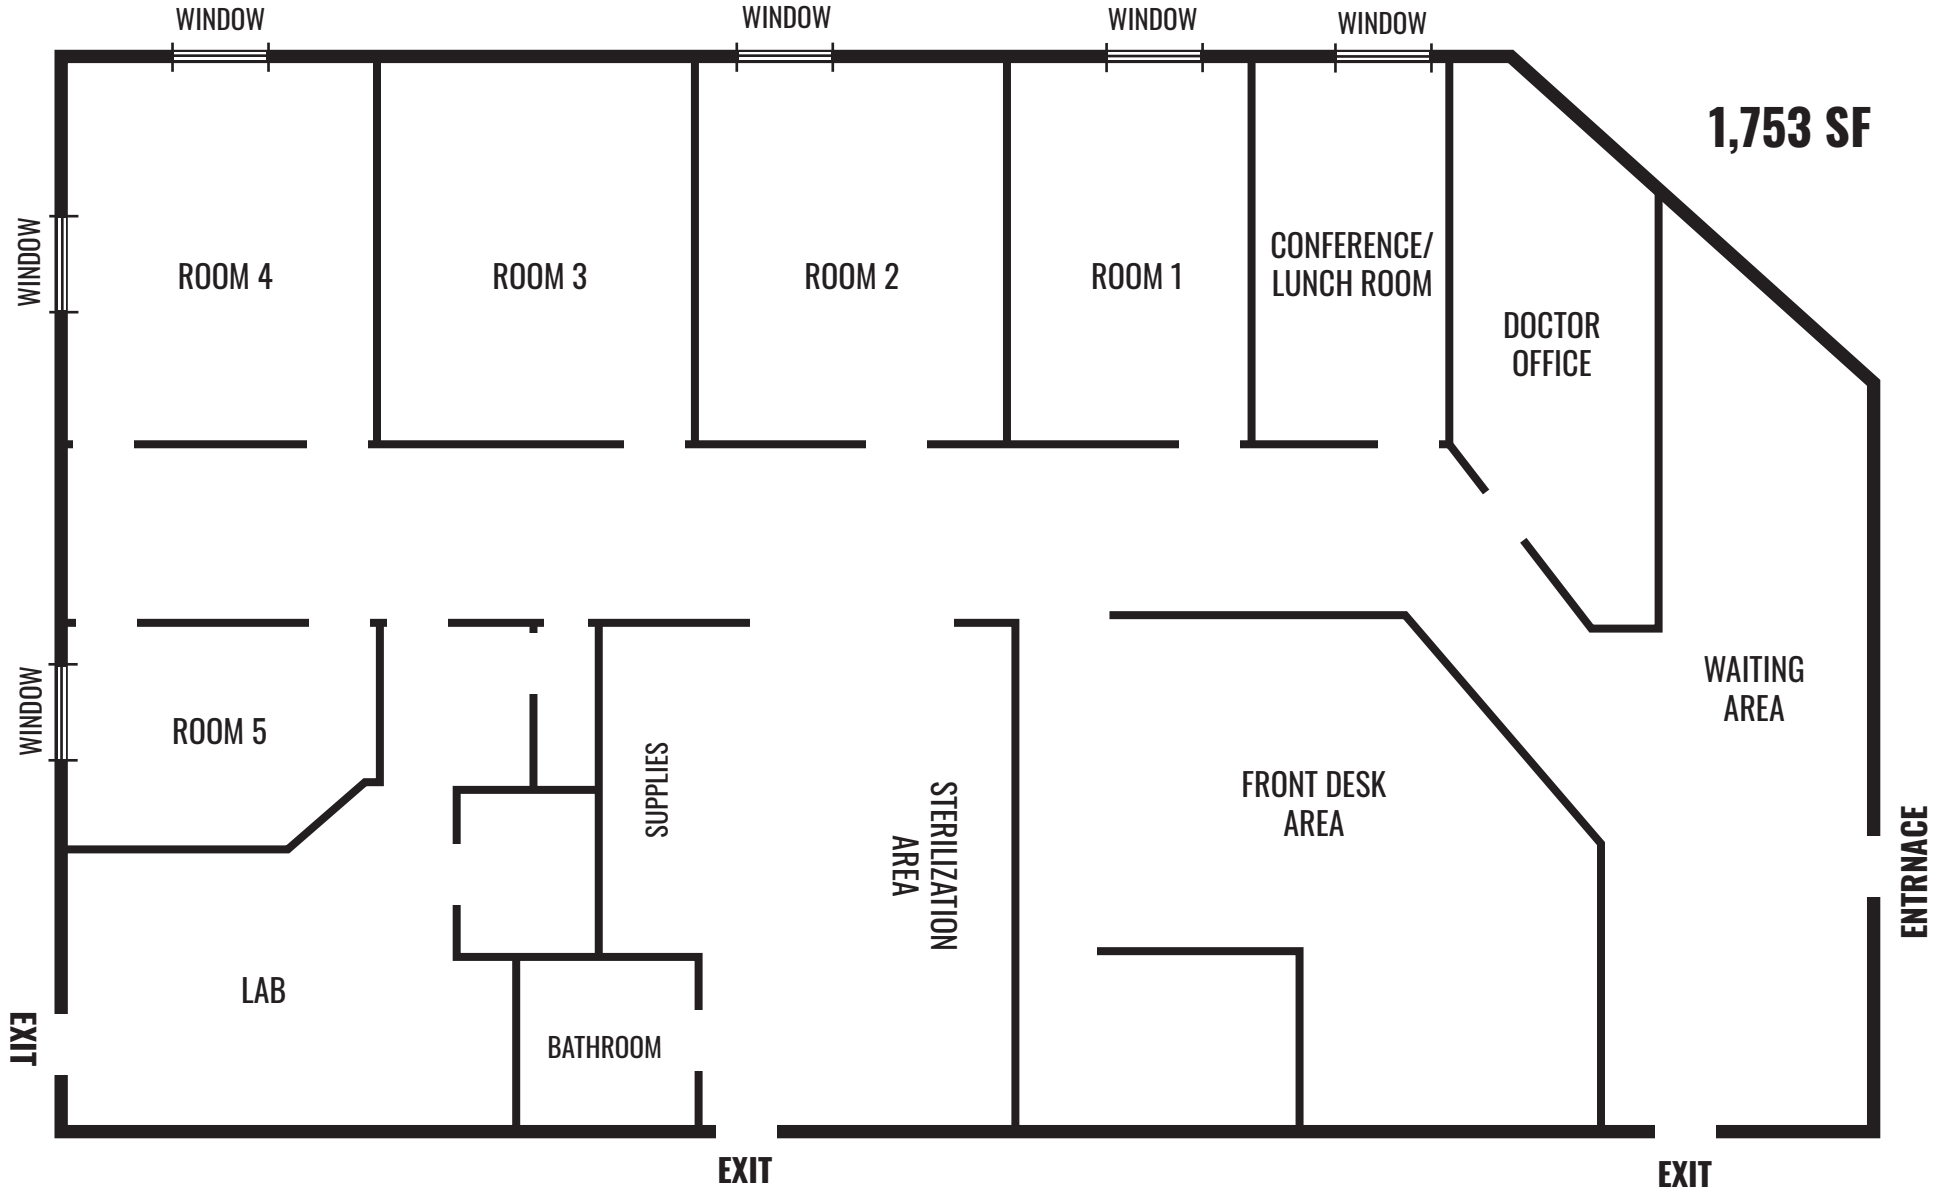 WINDOW
WINDOW
WINDOW
WINDOW
1,753 SF
WINDOW
ROOM 4
ROOM 3
ROOM 2
ROOM 1
CONFERENCE/
LUNCH ROOM
DOCTOR
OFFICE
WINDOW
ROOM 5
SUPPLIES
STERILIZATION
AREA
FRONT DESK
AREA
WAITING
AREA
ENTRNACE
LAB
BATHROOM
EXIT
EXIT
EXIT